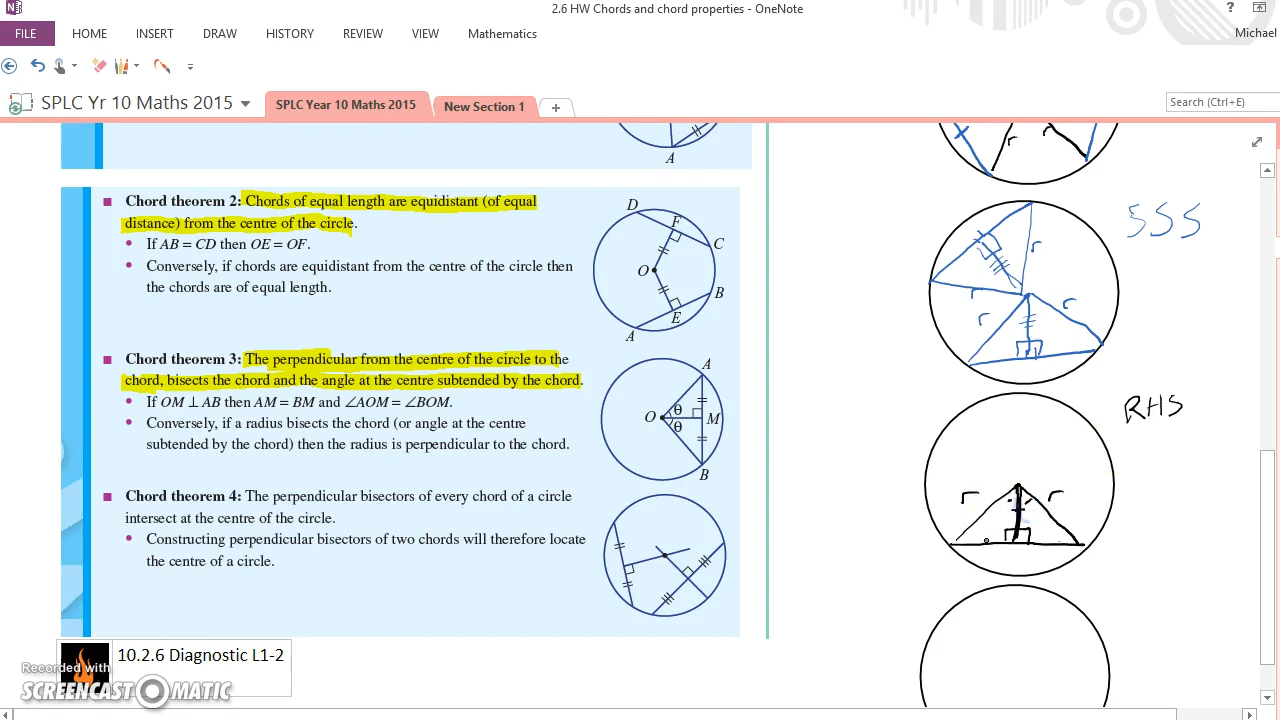 2.6 HW Chords and chord properties - OneNote
?
FILE HOME INSERT DRAW HISTORY REVIEW VIEW Mathematics
Michael
SPLC Yr 10 Maths 2015
SPLC Year 10 Maths 2015
New Section 1
+
Search (Ctrl+E)
A
r r
Chord theorem 2: Chords of equal length are equidistant (of equal
distance) from the centre of the circle.
If AB = CD then OE = OF.
Conversely, if chords are equidistant from the centre of the circle then
the chords are of equal length.
D
F
C
O
B
E
A
SSS
r
r
r
r
Chord theorem 3: The perpendicular from the centre of the circle to the
chord, bisects the chord and the angle at the centre subtended by the chord.
If OM ⊥ AB then AM = BM and ∠AOM = ∠BOM.
Conversely, if a radius bisects the chord (or angle at the centre
subtended by the chord) then the radius is perpendicular to the chord.
A
θ
O M
θ
B
RHS
r r
Chord theorem 4: The perpendicular bisectors of every chord of a circle
intersect at the centre of the circle.
Constructing perpendicular bisectors of two chords will therefore locate
the centre of a circle.
10.2.6 Diagnostic L1-2
Recorded with
SCREENCAST MATIC